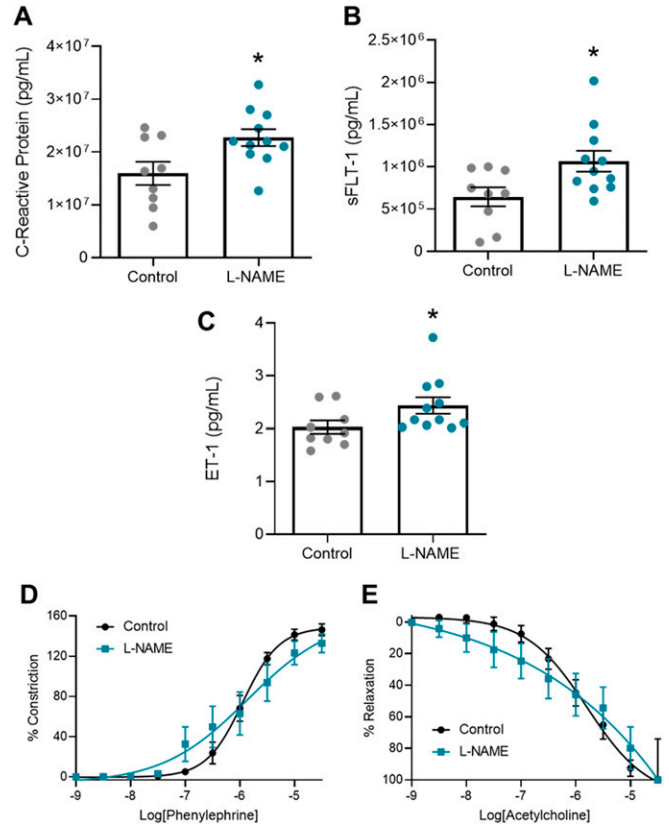 A
C-Reactive Protein (pg/mL)
4×10⁷
3×10⁷
2×10⁷
1×10⁷
0
*
Control
L-NAME
B
sFLT-1 (pg/mL)
2.5×10⁶
2×10⁶
1.5×10⁶
1×10⁶
5×10⁵
0
*
Control
L-NAME
C
ET-1 (pg/mL)
4
3
2
1
0
*
Control
L-NAME
D
% Constriction
160
120
80
40
0
Control
L-NAME
-9
-8
-7
-6
-5
Log[Phenylephrine]
E
% Relaxation
0
20
40
60
80
100
Control
L-NAME
-9
-8
-7
-6
-5
Log[Acetylcholine]